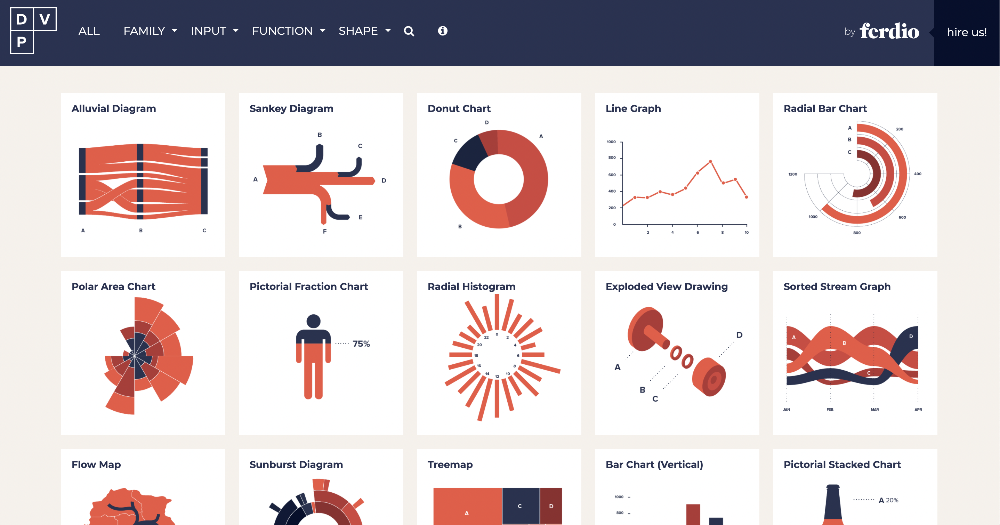 D V
P
ALL FAMILY INPUT FUNCTION SHAPE
by ferdio
hire us!
Alluvial Diagram
A B C
Sankey Diagram
B
C
A
D
E
F
Donut Chart
D
A
C
B
Line Graph
1000
800
600
400
200
0
2 4 6 8 10
Radial Bar Chart
A
200
B
C
1200
400
1000
600
800
Polar Area Chart
Pictorial Fraction Chart
75%
Radial Histogram
0
22 2
20 4
18 6
16 8
14 10
12
Exploded View Drawing
D
A
B
C
Sorted Stream Graph
A
D
B
C
JAN FEB MAR APR
Flow Map
Sunburst Diagram
Treemap
A
C
D
Bar Chart (Vertical)
1000
800
Pictorial Stacked Chart
A 20%